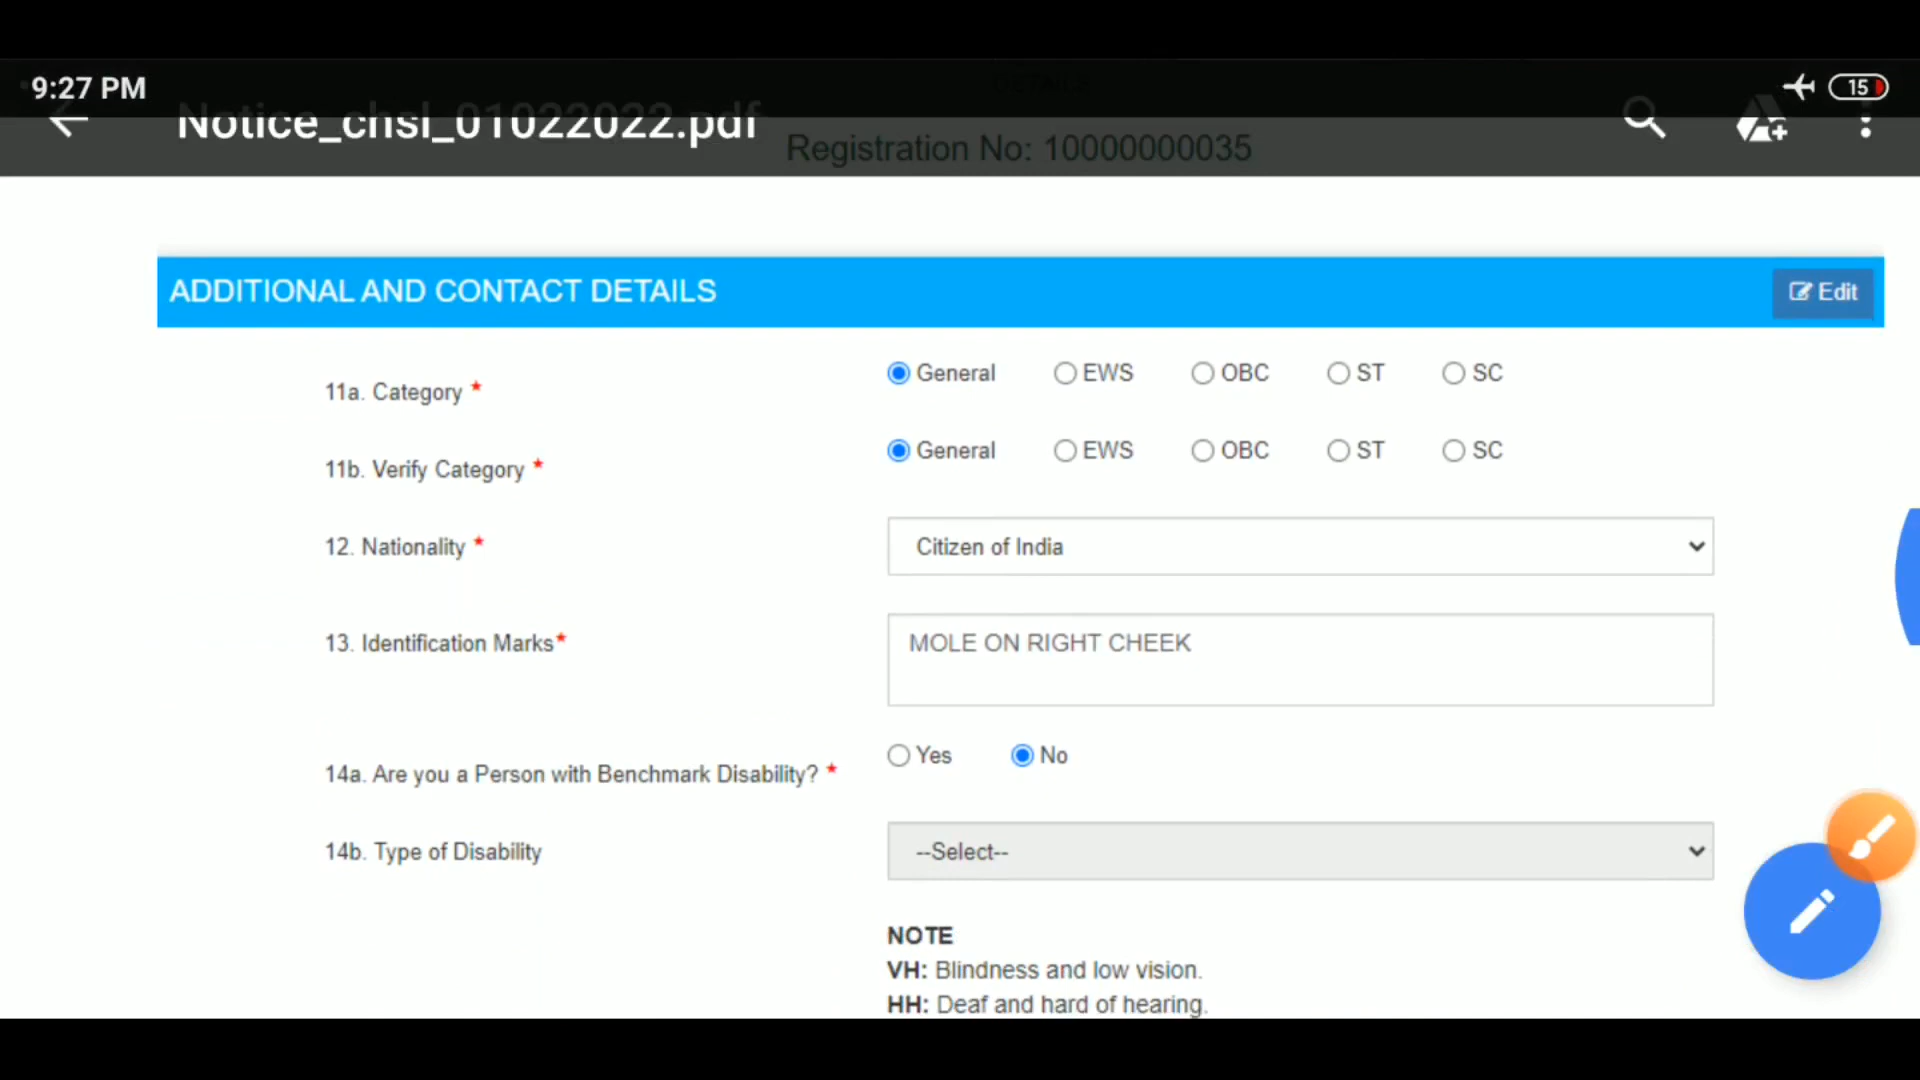 9:27 PM
15
Notice_chsl_01022022.pdf
Registration No: 10000000035
ADDITIONAL AND CONTACT DETAILS
Edit
11a. Category * General EWS OBC ST SC
11b. Verify Category * General EWS OBC ST SC
12. Nationality * Citizen of India
13. Identification Marks* MOLE ON RIGHT CHEEK
14a. Are you a Person with Benchmark Disability? * Yes No
14b. Type of Disability --Select--
NOTE
VH: Blindness and low vision.
HH: Deaf and hard of hearing.